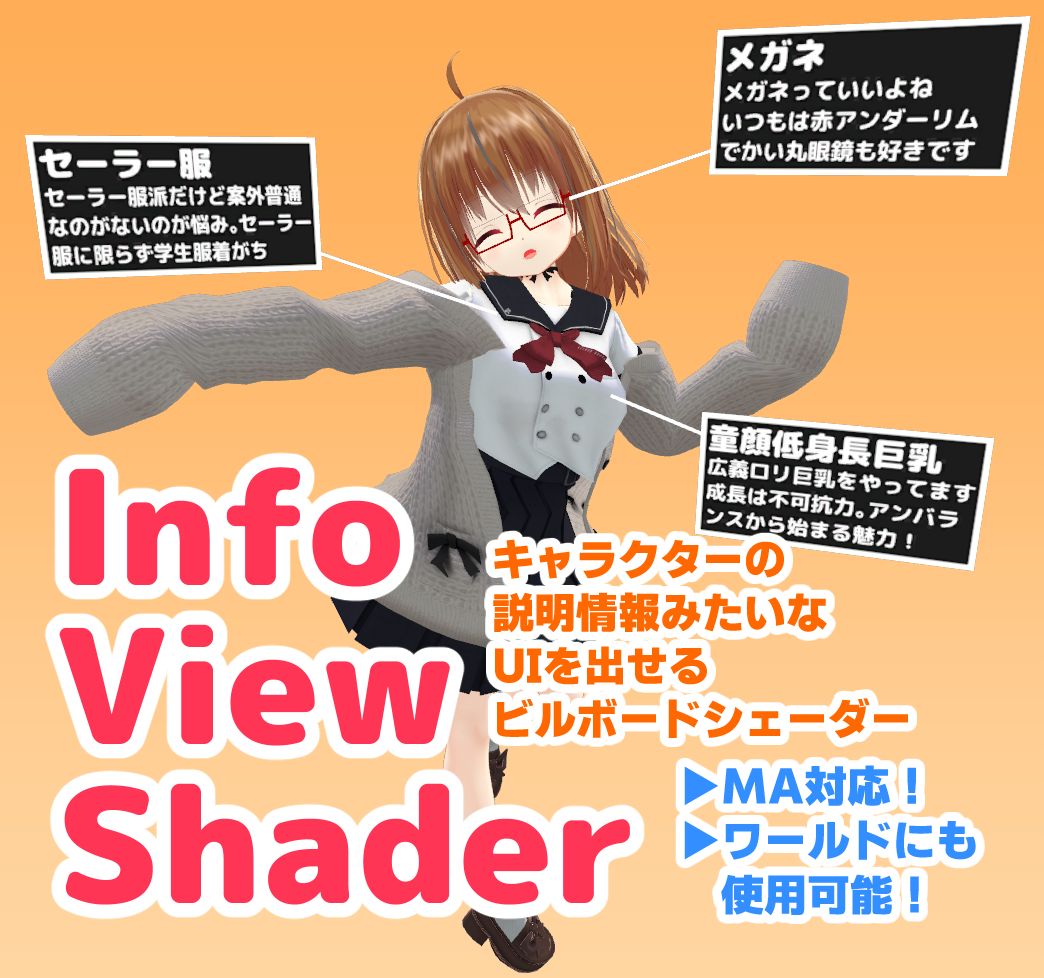 メガネ
メガネっていいよね
いつもは赤アンダーリム
でかい丸眼鏡も好きです
セーラー服
セーラー服派だけど案外普通
なのがないのが悩み。セーラー
服に限らず学生服着がち
童顔低身長巨乳
広義ロリ巨乳をやってます
成長は不可抗力。アンバラ
ンスから始まる魅力！
Info
View
Shader
キャラクターの
説明情報みたいな
UIを出せる
ビルボードシェーダー
▶MA対応！
▶ワールドにも
使用可能！